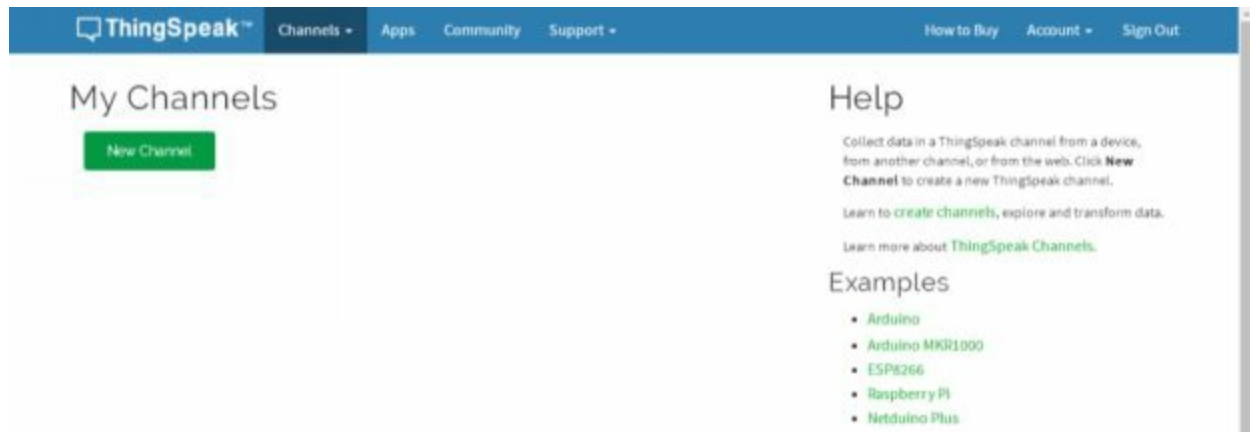 ThingSpeak™ Channels Apps Community Support How to Buy Account Sign Out
My Channels
New Channel
Help
Collect data in a ThingSpeak channel from a device,
from another channel, or from the web. Click New
Channel to create a new ThingSpeak channel.
Learn to create channels, explore and transform data.
Learn more about ThingSpeak Channels.
Examples
• Arduino
• Arduino MKR1000
• ESP8266
• Raspberry Pi
• Netduino Plus